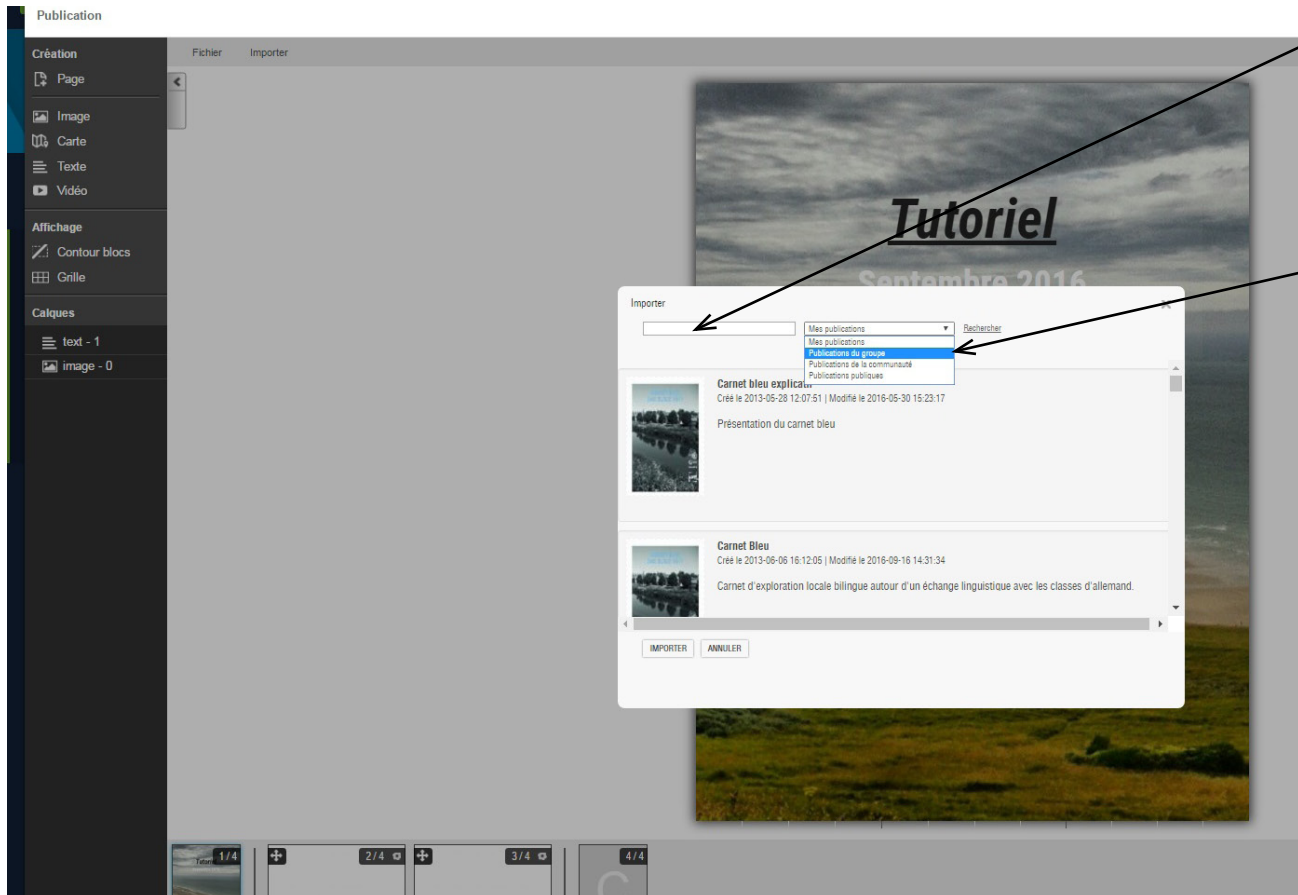 Publication
Création
Page
Image
Carte
Texte
Vidéo
Affichage
Contour blocs
Grille
Calques
text - 1
image - 0
Fichier Importer
Tutoriel
Septembre 2016
Importer
Mes publications Rechercher
Mes publications
Publications du groupe
Publications de la communauté
Publications publiques
Carnet bleu explicatif
Créé le 2013-05-28 12:07:51 | Modifié le 2016-05-30 15:23:17
Présentation du carnet bleu
Carnet Bleu
Créé le 2013-06-06 16:12:05 | Modifié le 2016-09-16 14:31:34
Carnet d'exploration locale bilingue autour d'un échange linguistique avec les classes d'allemand.
IMPORTER ANNULER
Tutoriel 1/4 2/4 3/4 4/4
C